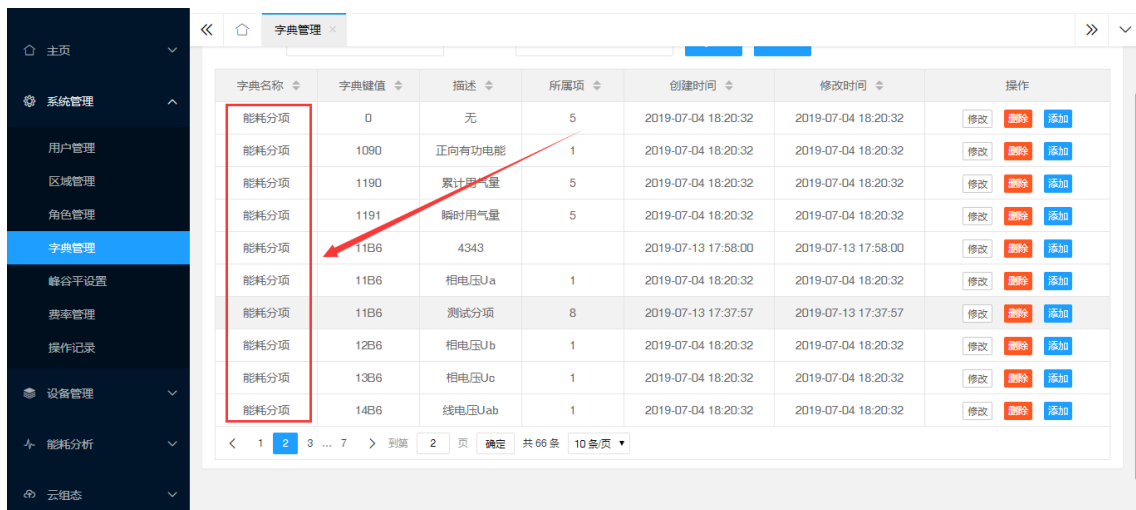 字典管理
主页
系统管理
用户管理
区域管理
角色管理
字典管理
峰谷平设置
费率管理
操作记录
设备管理
能耗分析
云组态
字典名称 字典键值 描述 所属项 创建时间 修改时间 操作
能耗分项 0 无 5 2019-07-04 18:20:32 2019-07-04 18:20:32 修改 删除 添加
能耗分项 1090 正向有功电能 1 2019-07-04 18:20:32 2019-07-04 18:20:32 修改 删除 添加
能耗分项 1190 累计用气量 5 2019-07-04 18:20:32 2019-07-04 18:20:32 修改 删除 添加
能耗分项 1191 瞬时用气量 5 2019-07-04 18:20:32 2019-07-04 18:20:32 修改 删除 添加
能耗分项 11B6 4343 2019-07-13 17:58:00 2019-07-13 17:58:00 修改 删除 添加
能耗分项 11B6 相电压Ua 1 2019-07-04 18:20:32 2019-07-04 18:20:32 修改 删除 添加
能耗分项 11B6 测试分项 8 2019-07-13 17:37:57 2019-07-13 17:37:57 修改 删除 添加
能耗分项 12B6 相电压Ub 1 2019-07-04 18:20:32 2019-07-04 18:20:32 修改 删除 添加
能耗分项 13B6 相电压Uc 1 2019-07-04 18:20:32 2019-07-04 18:20:32 修改 删除 添加
能耗分项 14B6 线电压Uab 1 2019-07-04 18:20:32 2019-07-04 18:20:32 修改 删除 添加
1 2 3 ... 7 到第 2 页 确定 共 66 条 10 条/页